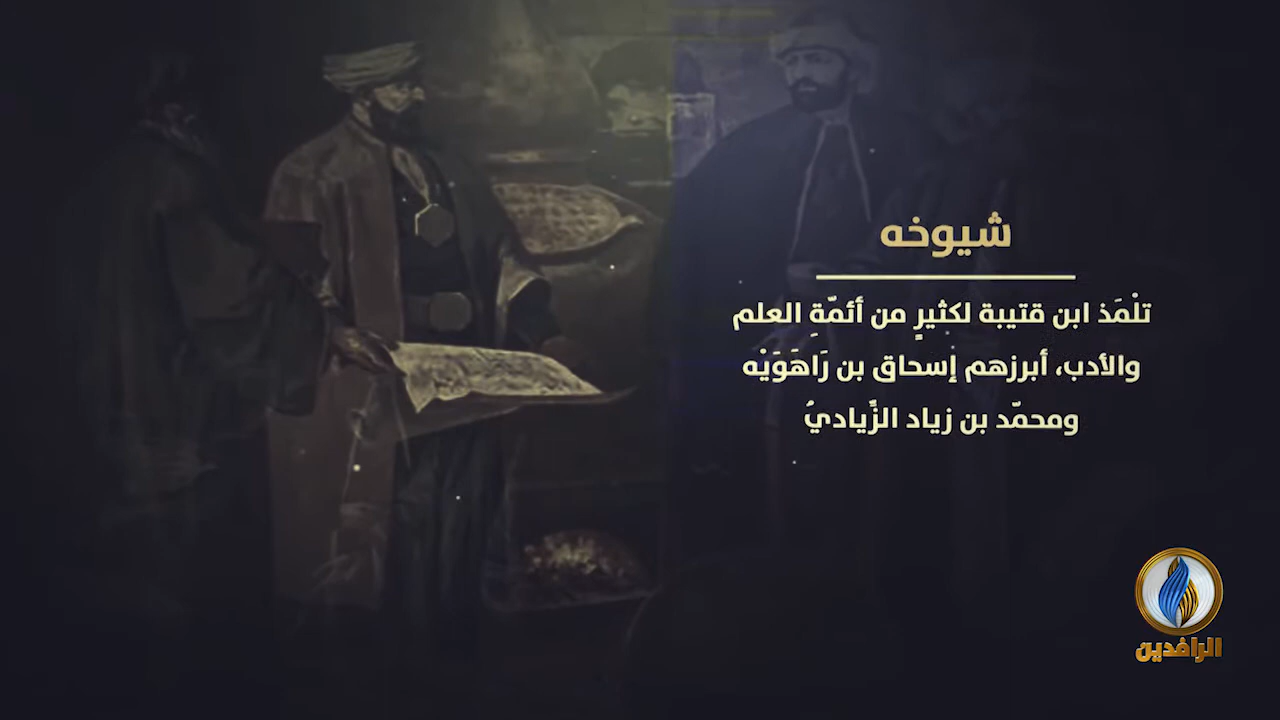 شيوخه
تلْمَذ ابن قتيبة لكثيرٍ من أئمّةِ العلم
والأدب، أبرزهم إسحاق بن رَاهَوَيْه
ومحمّد بن زياد الزِّياديُ
الرافدين